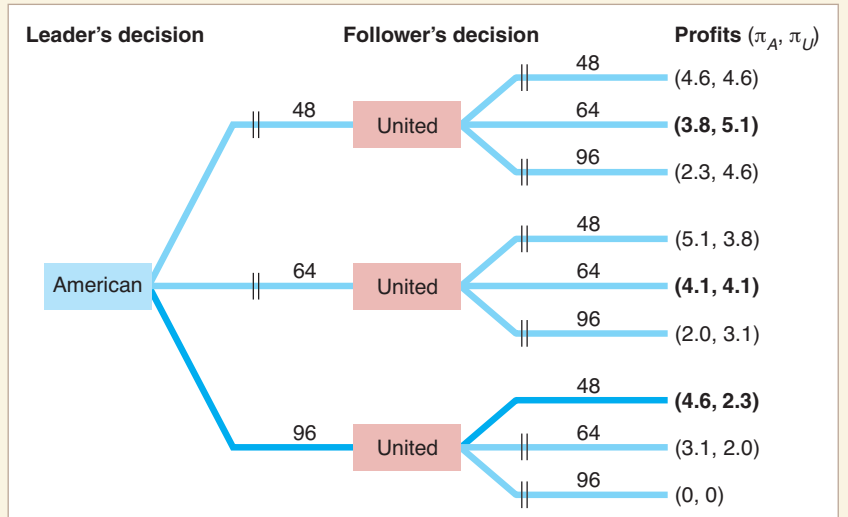 Leader's decision Follower's decision Profits (π_A, π_U)
48 (4.6, 4.6)
48 United 64 (3.8, 5.1)
96 (2.3, 4.6)
48 (5.1, 3.8)
American 64 United 64 (4.1, 4.1)
96 (2.0, 3.1)
48 (4.6, 2.3)
96 United 64 (3.1, 2.0)
96 (0, 0)